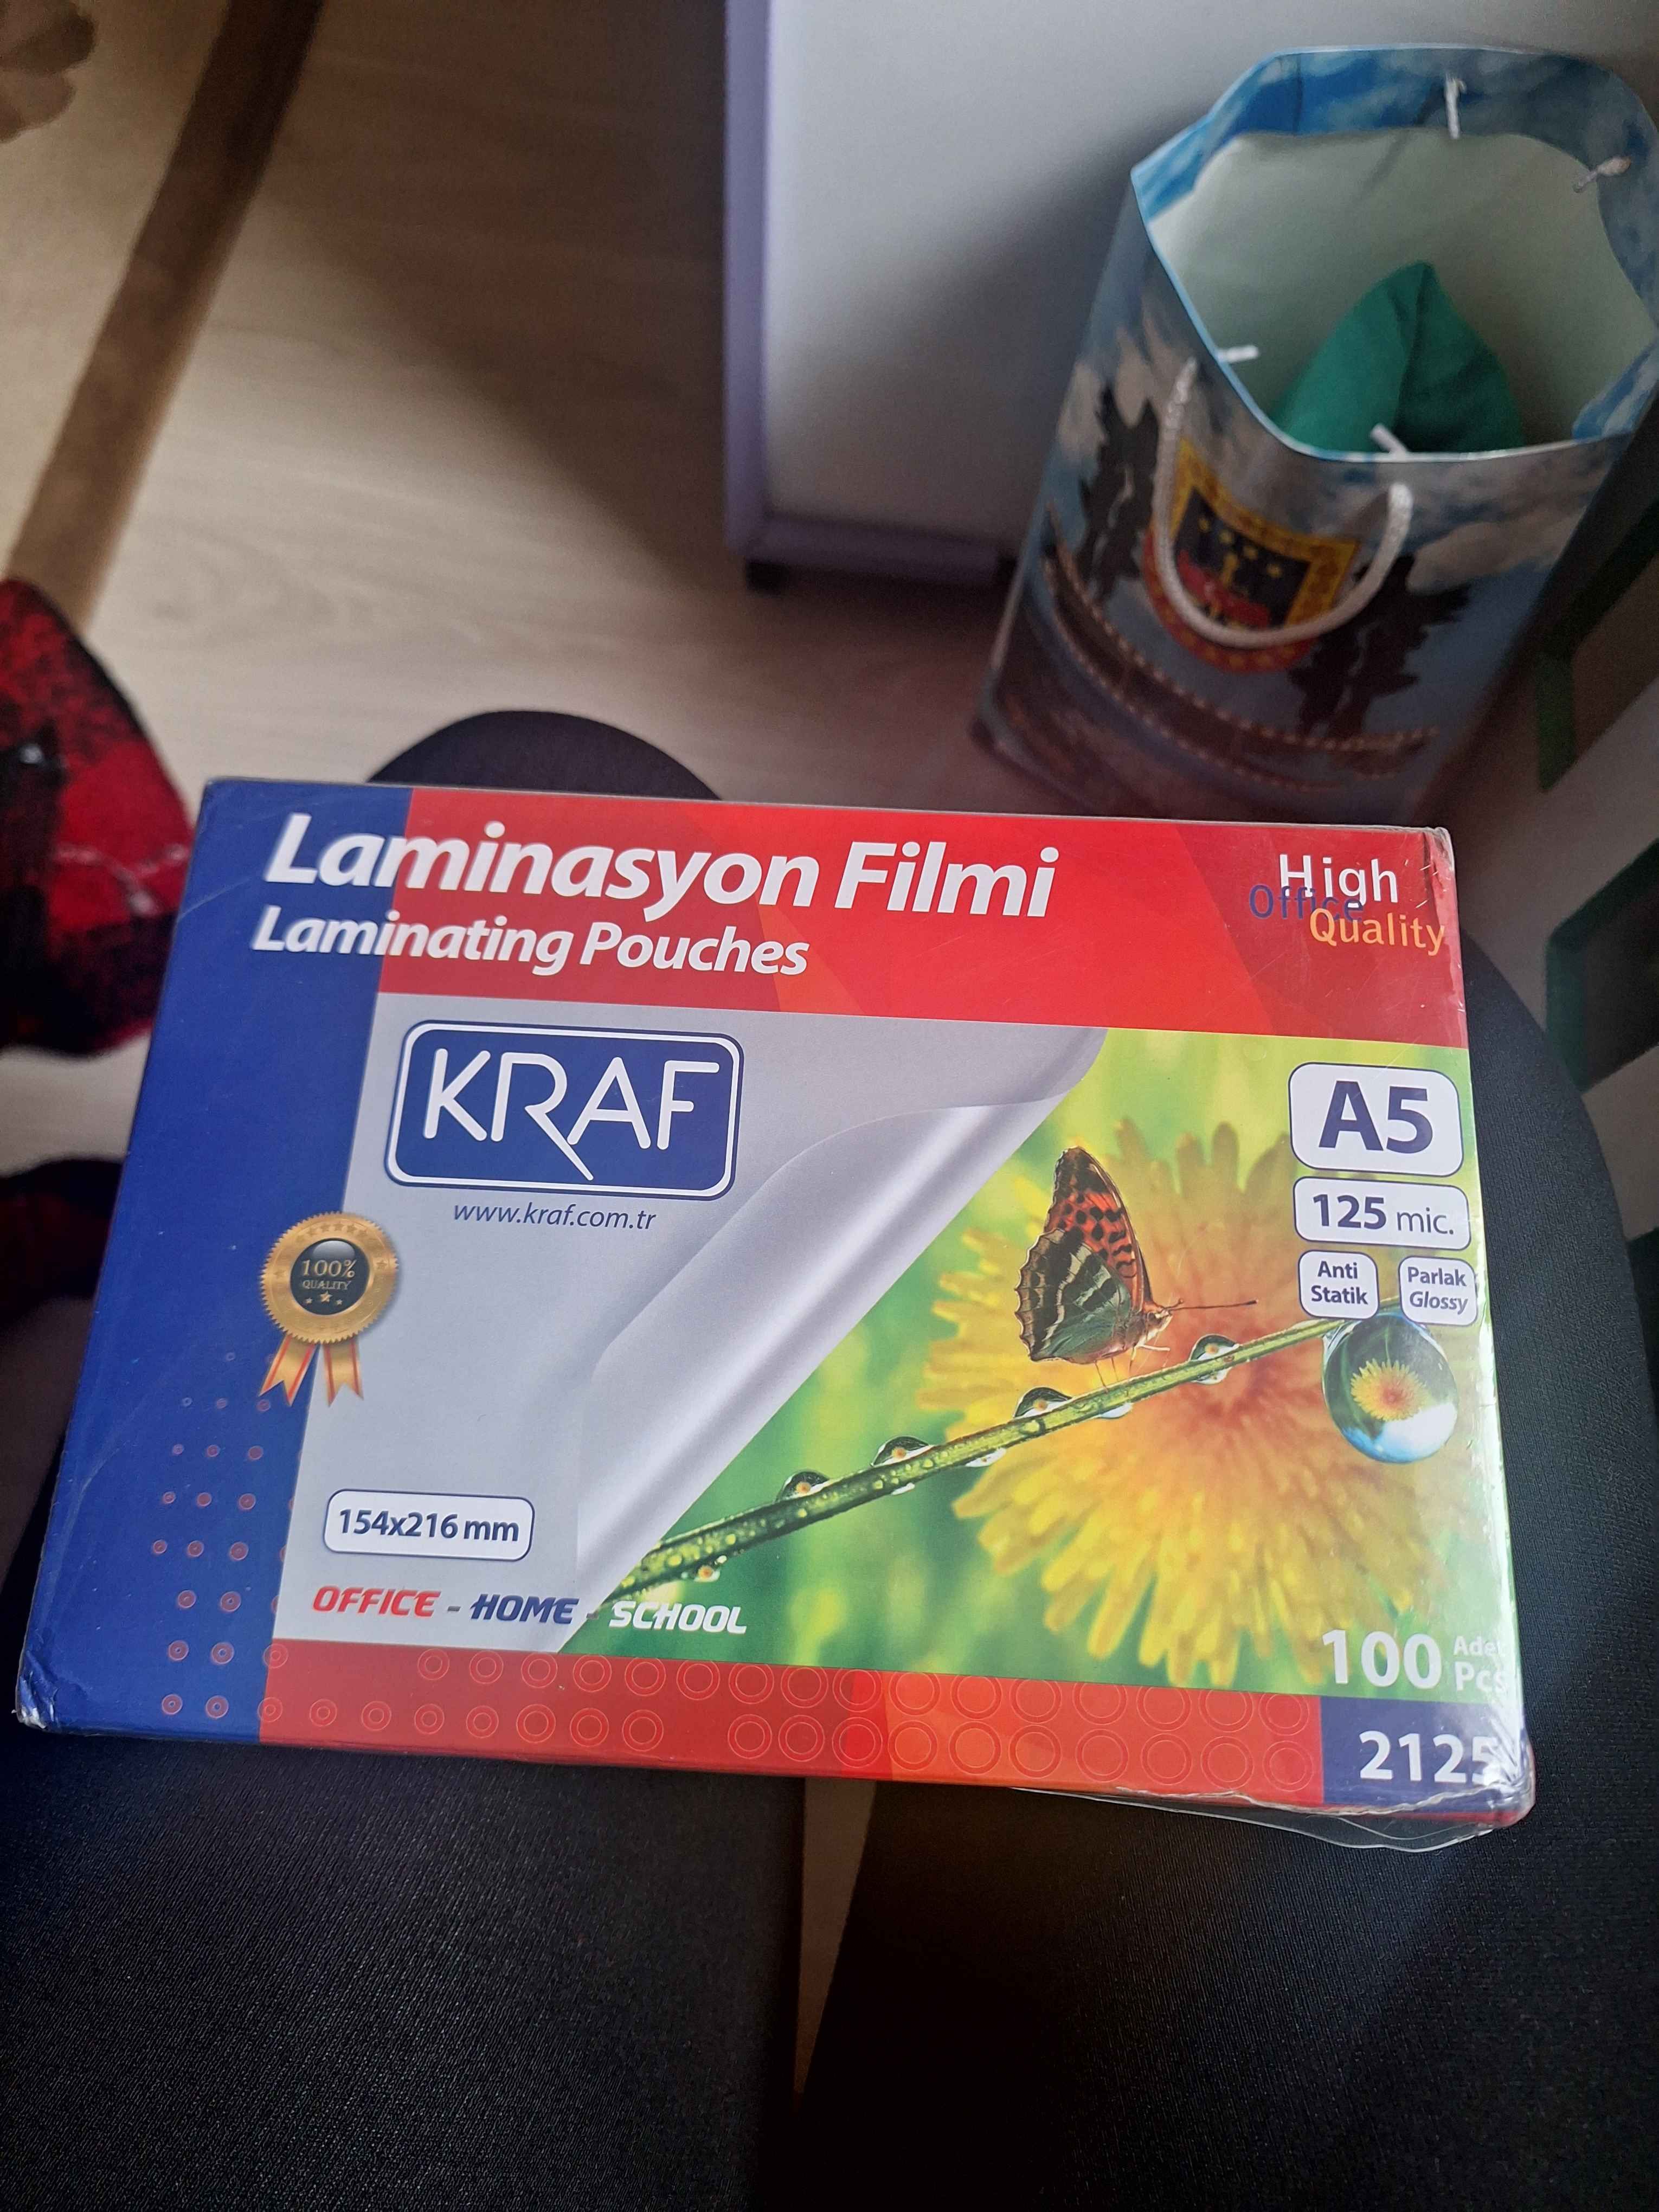 Laminasyon Filmi
Laminating Pouches
High
Office
Quality
KRAF
www.kraf.com.tr
A5
125 mic.
Anti
Statik
Parlak
Glossy
100%
QUALITY
154x216 mm
OFFICE - HOME - SCHOOL
100 Adet
Pcs
2125